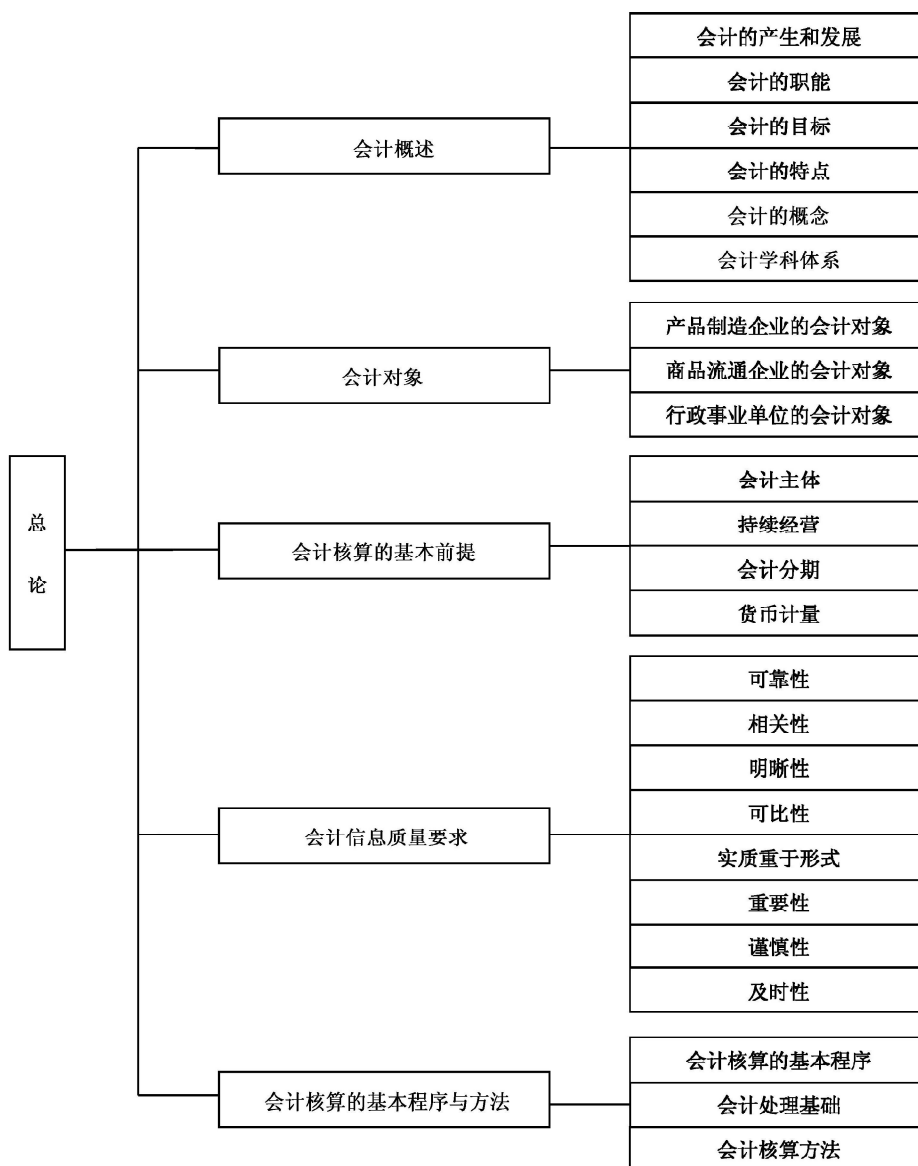 总
论
会计概述
会计的产生和发展
会计的职能
会计的目标
会计的特点
会计的概念
会计学科体系
会计对象
产品制造企业的会计对象
商品流通企业的会计对象
行政事业单位的会计对象
会计核算的基本前提
会计主体
持续经营
会计分期
货币计量
会计信息质量要求
可靠性
相关性
明晰性
可比性
实质重于形式
重要性
谨慎性
及时性
会计核算的基本程序与方法
会计核算的基本程序
会计处理基础
会计核算方法